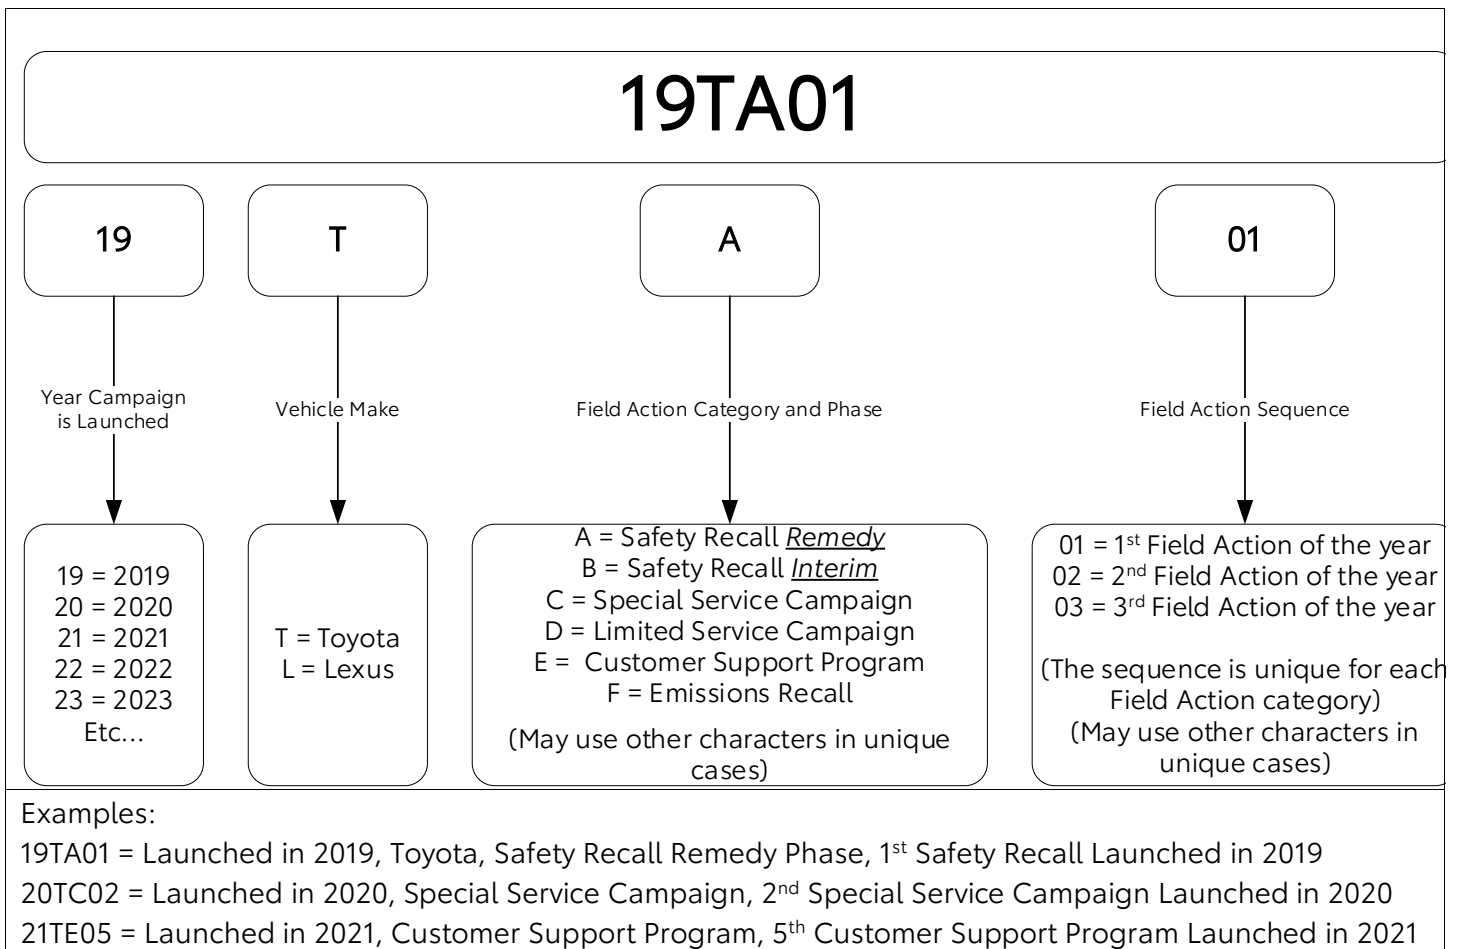 19TA01
19
T
A
01
Year Campaign
is Launched
Vehicle Make
Field Action Category and Phase
Field Action Sequence
19 = 2019
20 = 2020
21 = 2021
22 = 2022
23 = 2023
Etc...
T = Toyota
L = Lexus
A = Safety Recall Remedy
B = Safety Recall Interim
C = Special Service Campaign
D = Limited Service Campaign
E =  Customer Support Program
F = Emissions Recall
(May use other characters in unique
cases)
01 = 1st Field Action of the year
02 = 2nd Field Action of the year
03 = 3rd Field Action of the year
(The sequence is unique for each
Field Action category)
(May use other characters in
unique cases)
Examples:
19TA01 = Launched in 2019, Toyota, Safety Recall Remedy Phase, 1st Safety Recall Launched in 2019
20TC02 = Launched in 2020, Special Service Campaign, 2nd Special Service Campaign Launched in 2020
21TE05 = Launched in 2021, Customer Support Program, 5th Customer Support Program Launched in 2021